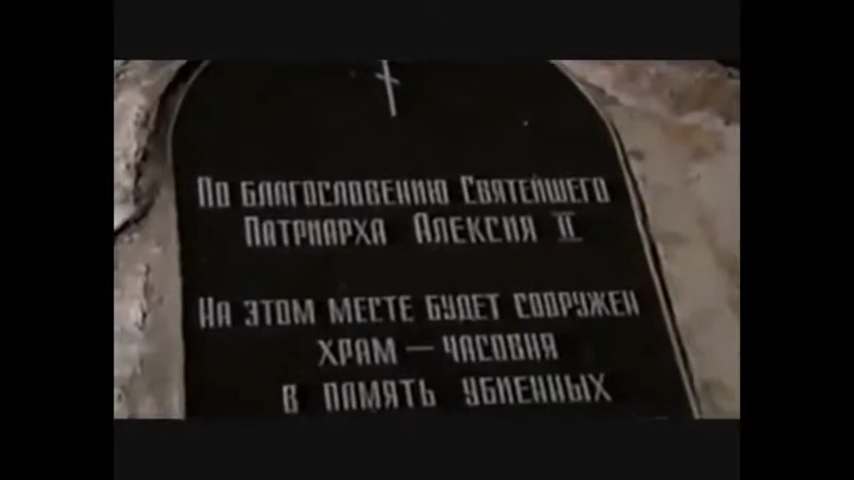 По благословению Святейшего
Патриарха Алексия II
На этом месте будет сооружен
храм — часовня
в память убиенных